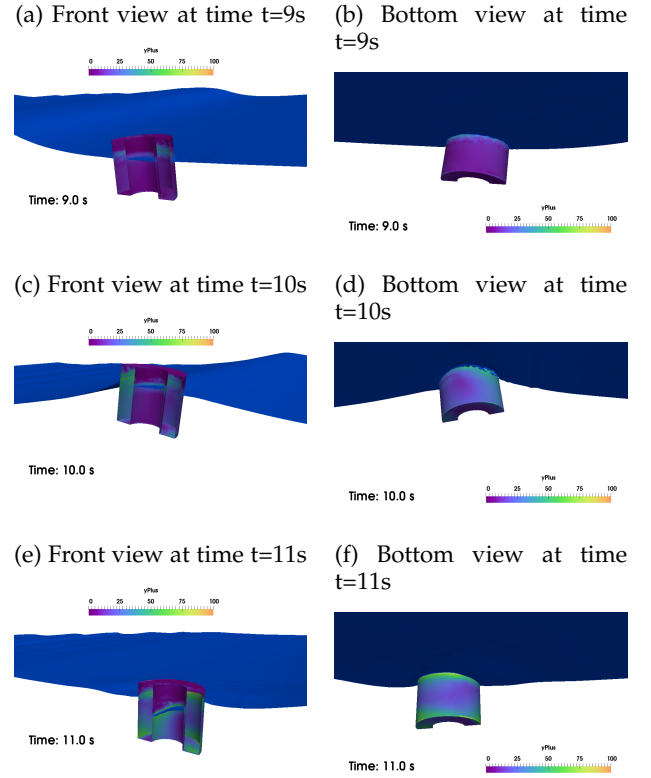 (a) Front view at time t=9s
(b) Bottom view at time
t=9s
yPlus
0 25 50 75 100
Time: 9.0 s
Time: 9.0 s
yPlus
0 25 50 75 100
(c) Front view at time t=10s
(d) Bottom view at time
t=10s
yPlus
0 25 50 75 100
Time: 10.0 s
Time: 10.0 s
yPlus
0 25 50 75 100
(e) Front view at time t=11s
(f) Bottom view at time
t=11s
yPlus
0 25 50 75 100
Time: 11.0 s
Time: 11.0 s
yPlus
0 25 50 75 100